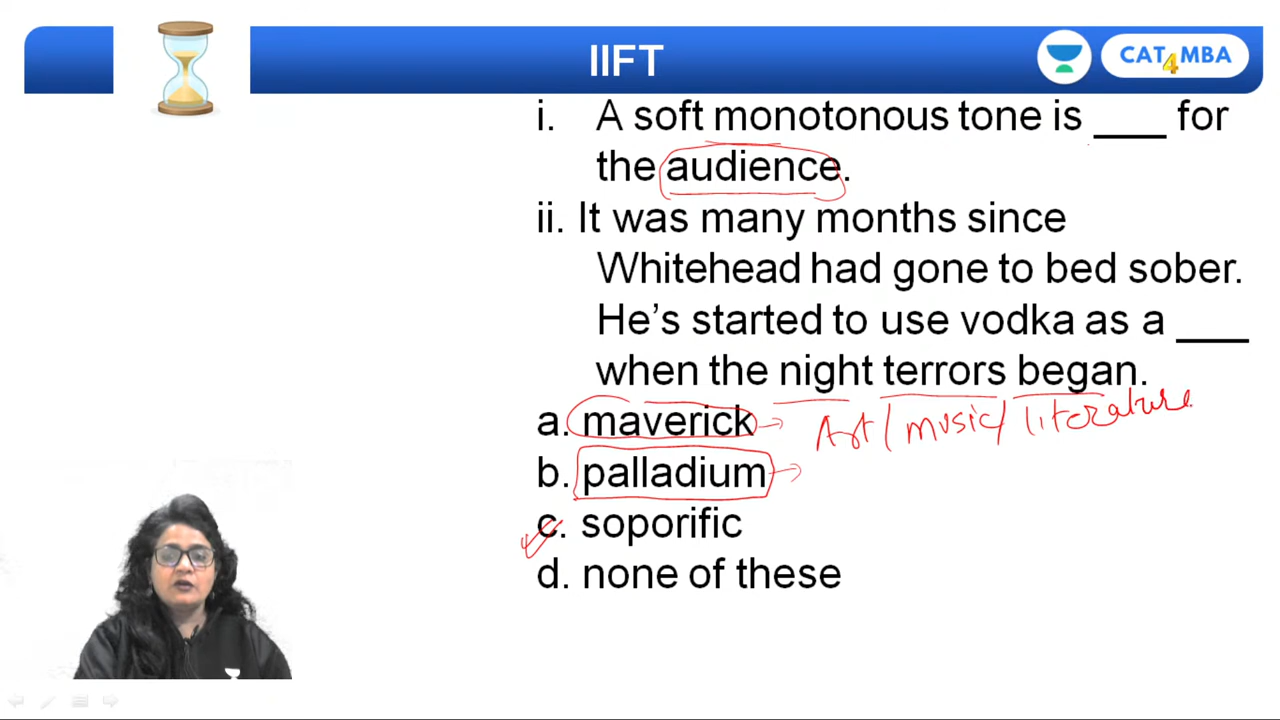 IIFT
CAT4MBA
i. A soft monotonous tone is ____ for
the audience.
ii. It was many months since
Whitehead had gone to bed sober.
He’s started to use vodka as a ____
when the night terrors began.
a. maverick → Art / music / literature
b. palladium →
c. soporific
d. none of these